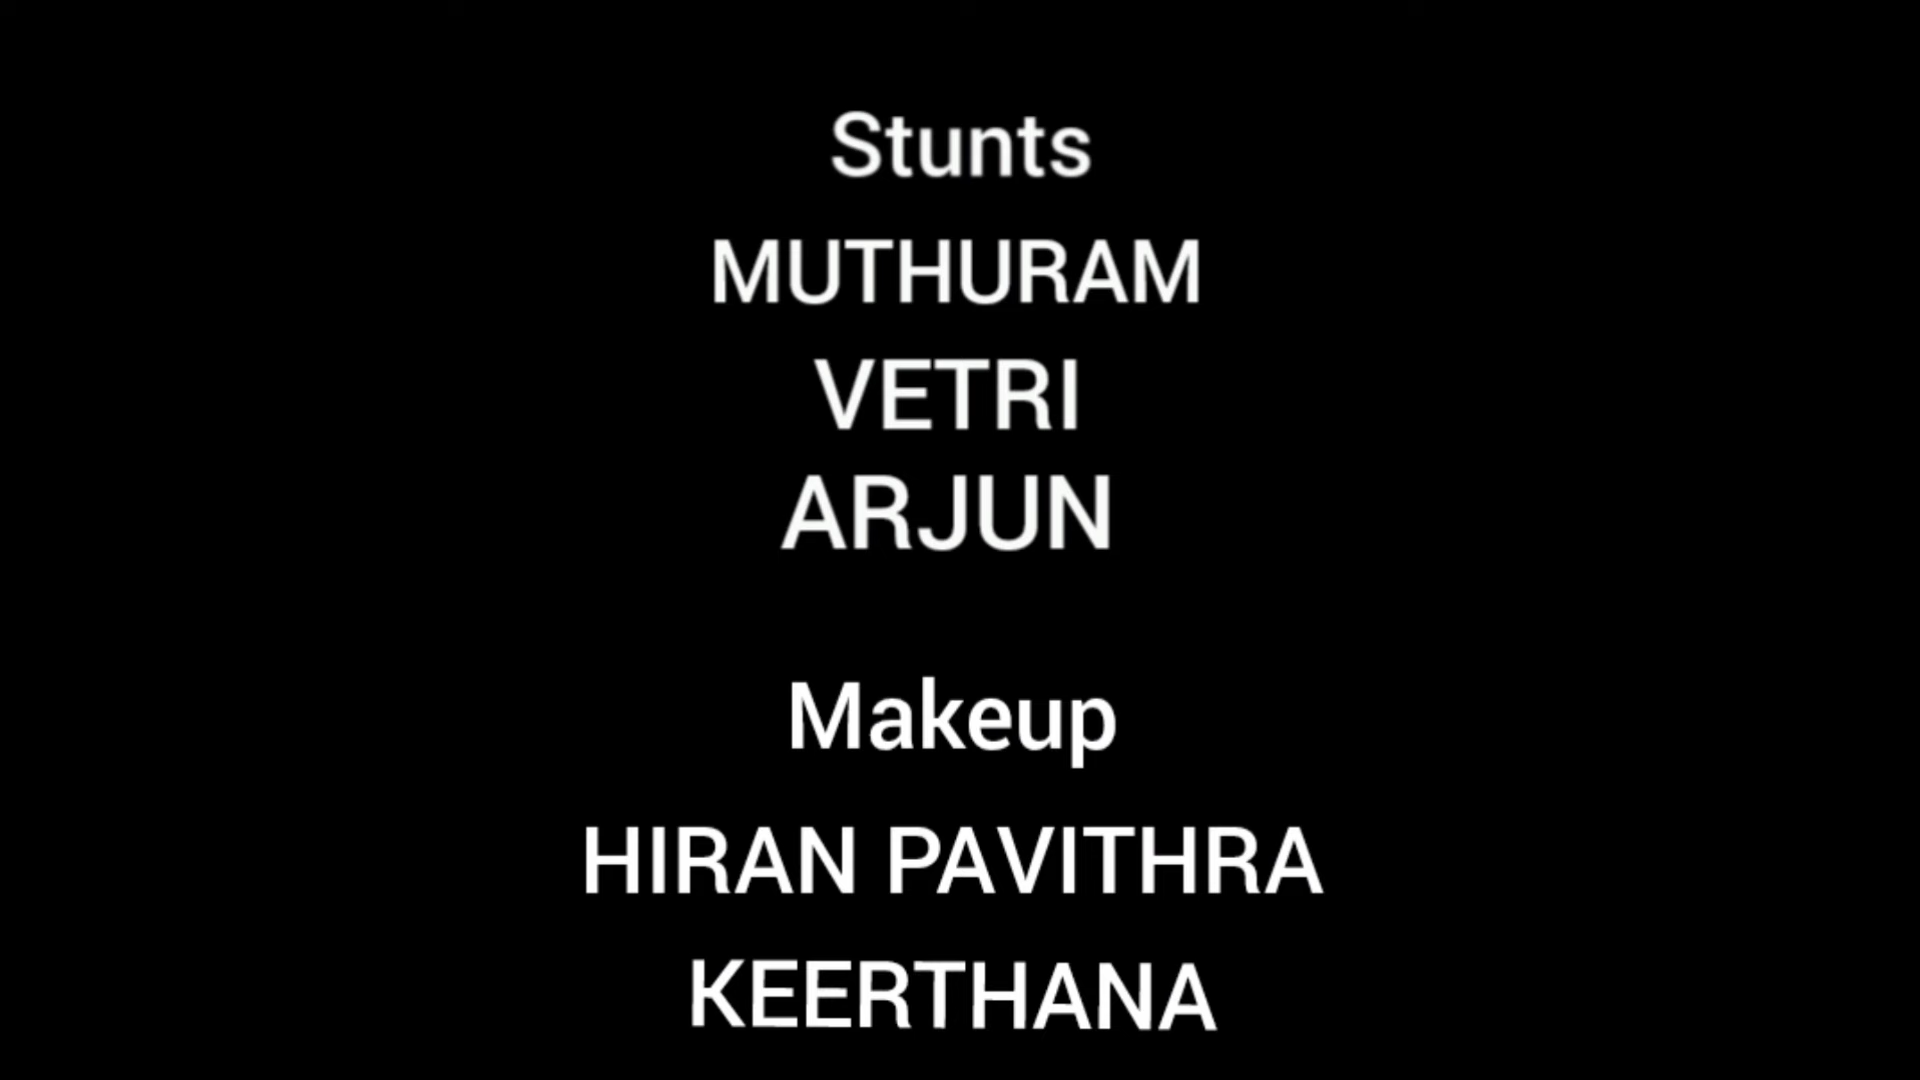 Stunts
MUTHURAM
VETRI
ARJUN
Makeup
HIRAN PAVITHRA
KEERTHANA